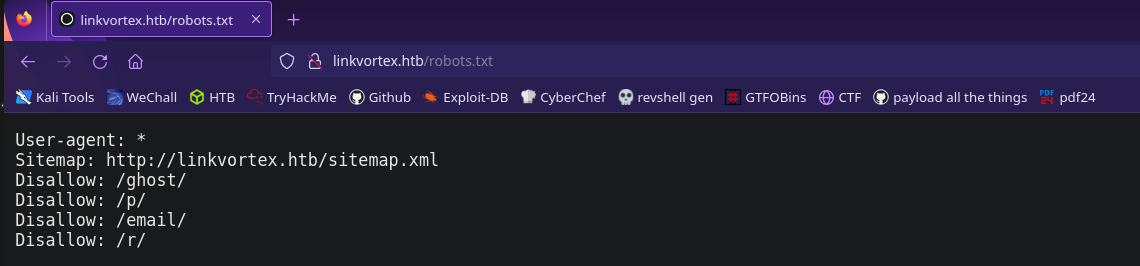 linkvortex.htb/robots.txt
linkvortex.htb/robots.txt
Kali Tools WeChall HTB TryHackMe Github Exploit-DB CyberChef revshell gen GTFOBins CTF payload all the things PDF 24 pdf24
User-agent: *
Sitemap: http://linkvortex.htb/sitemap.xml
Disallow: /ghost/
Disallow: /p/
Disallow: /email/
Disallow: /r/